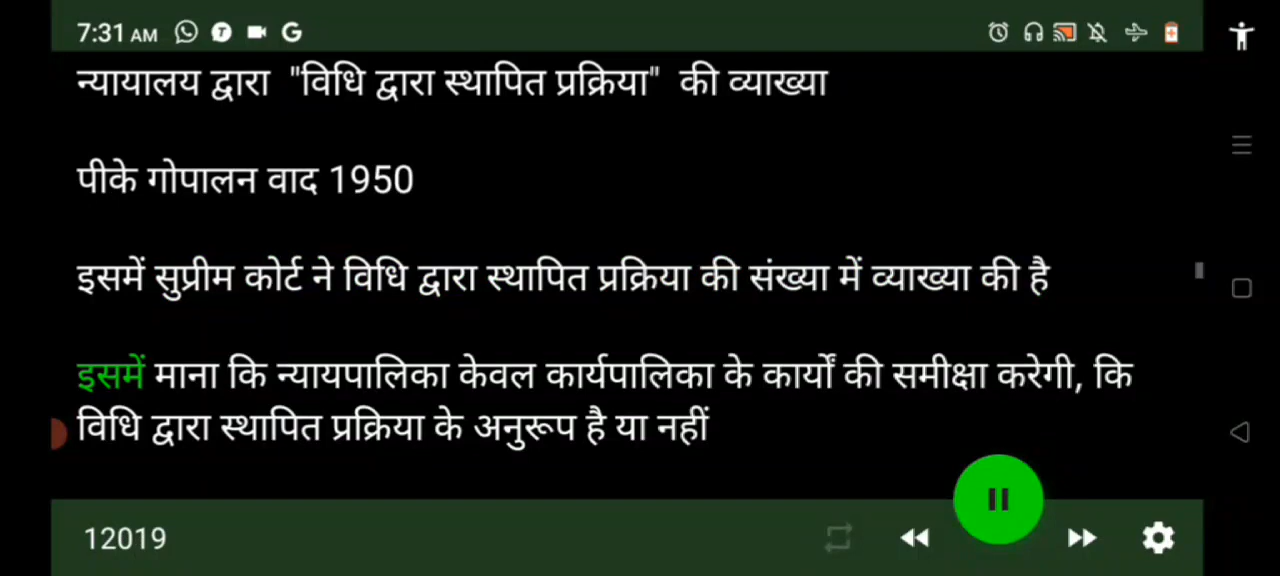 7:31 AM
न्यायालय द्वारा "विधि द्वारा स्थापित प्रक्रिया" की व्याख्या
पीके गोपालन वाद 1950
इसमें सुप्रीम कोर्ट ने विधि द्वारा स्थापित प्रक्रिया की संख्या में व्याख्या की है
इसमें माना कि न्यायपालिका केवल कार्यपालिका के कार्यों की समीक्षा करेगी, कि
विधि द्वारा स्थापित प्रक्रिया के अनुरूप है या नहीं
12019